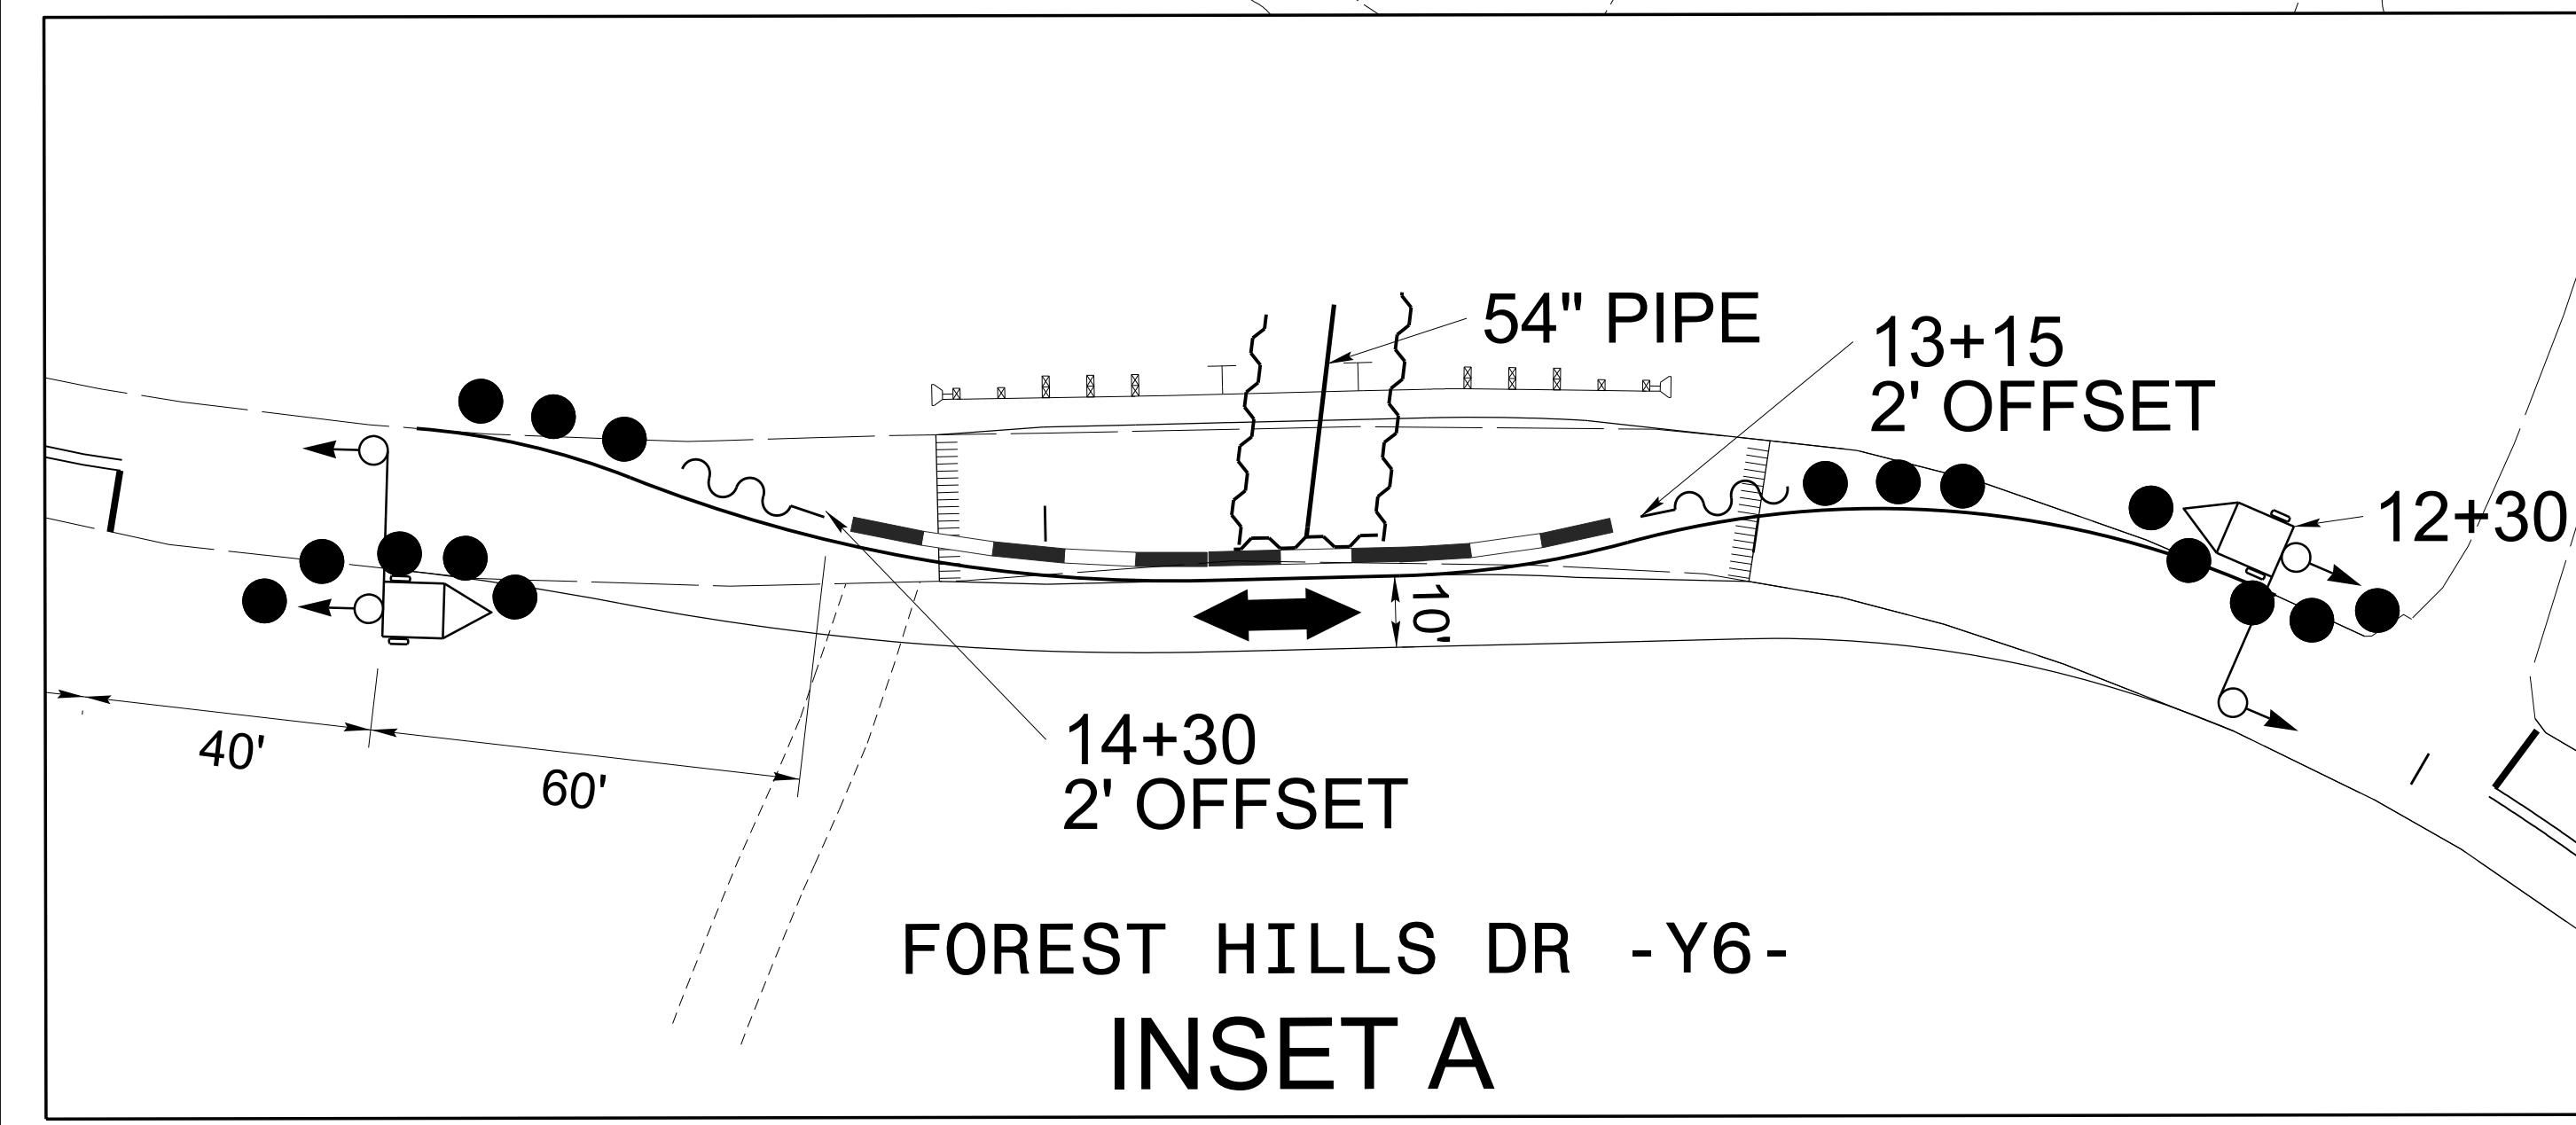 54" PIPE
13+15
2' OFFSET
12+30
10'
40'
60'
14+30
2' OFFSET
FOREST HILLS DR -Y6-
INSET A